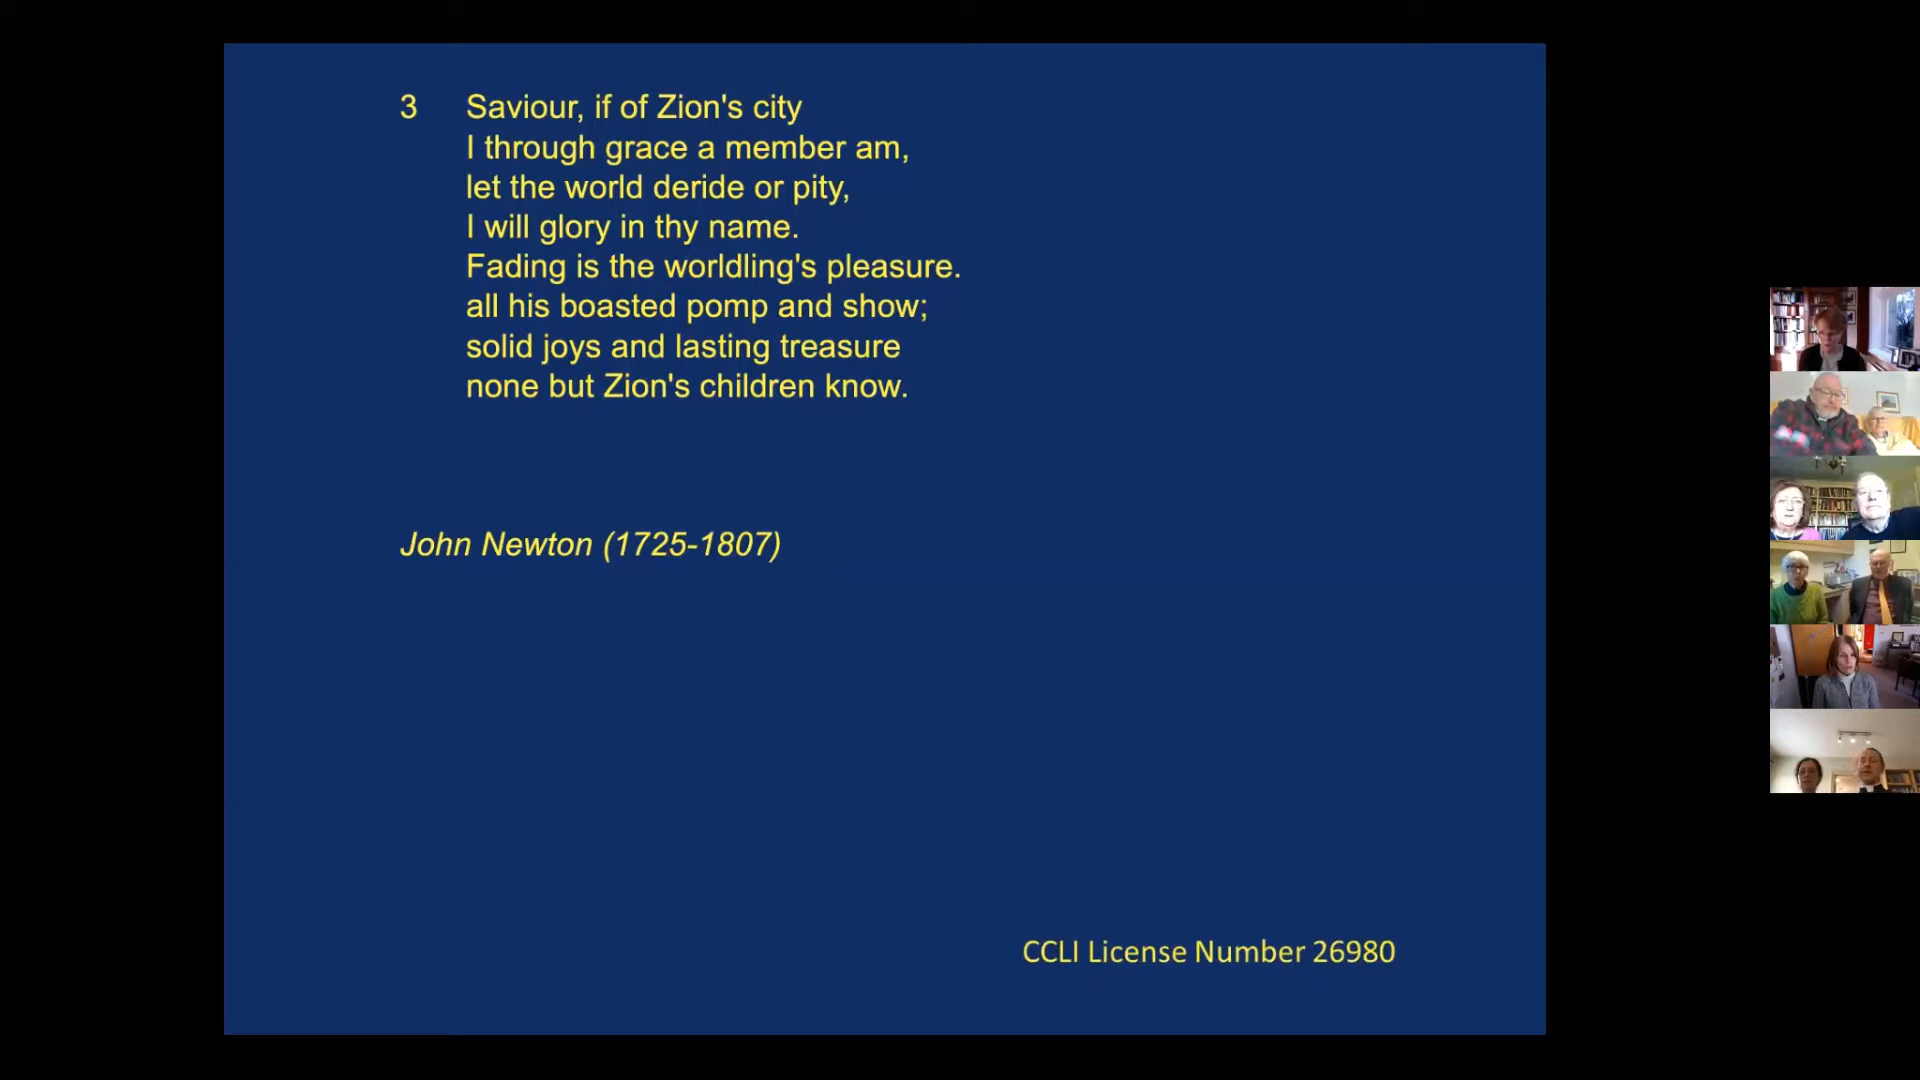 3 Saviour, if of Zion's city
I through grace a member am,
let the world deride or pity,
I will glory in thy name.
Fading is the worldling's pleasure.
all his boasted pomp and show;
solid joys and lasting treasure
none but Zion's children know.
John Newton (1725-1807)
CCLI License Number 26980